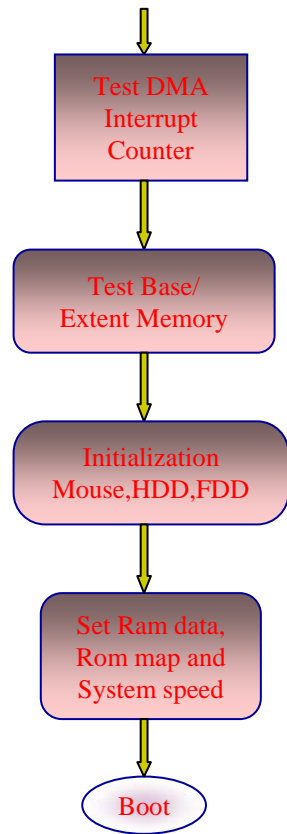 Test DMA
Interrupt
Counter
Test Base/
Extent Memory
Initialization
Mouse,HDD,FDD
Set Ram data,
Rom map and
System speed
Boot